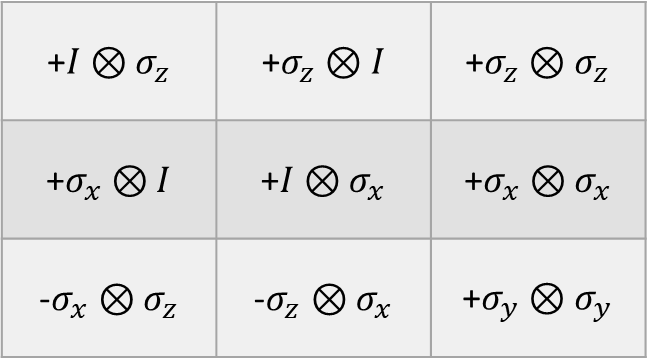 +I ⊗ σz +σz ⊗ I +σz ⊗ σz
+σx ⊗ I +I ⊗ σx +σx ⊗ σx
-σx ⊗ σz -σz ⊗ σx +σy ⊗ σy